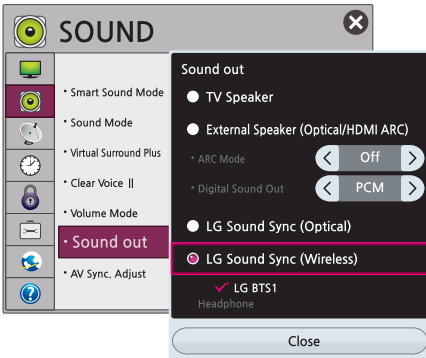 SOUND
• Smart Sound Mode
• Sound Mode
• Virtual Surround Plus
• Clear Voice II
• Volume Mode
• Sound out
• AV Sync. Adjust
Sound out
TV Speaker
External Speaker (Optical/HDMI ARC)
• ARC Mode < Off >
• Digital Sound Out < PCM >
LG Sound Sync (Optical)
LG Sound Sync (Wireless)
LG BTS1
Headphone
Close